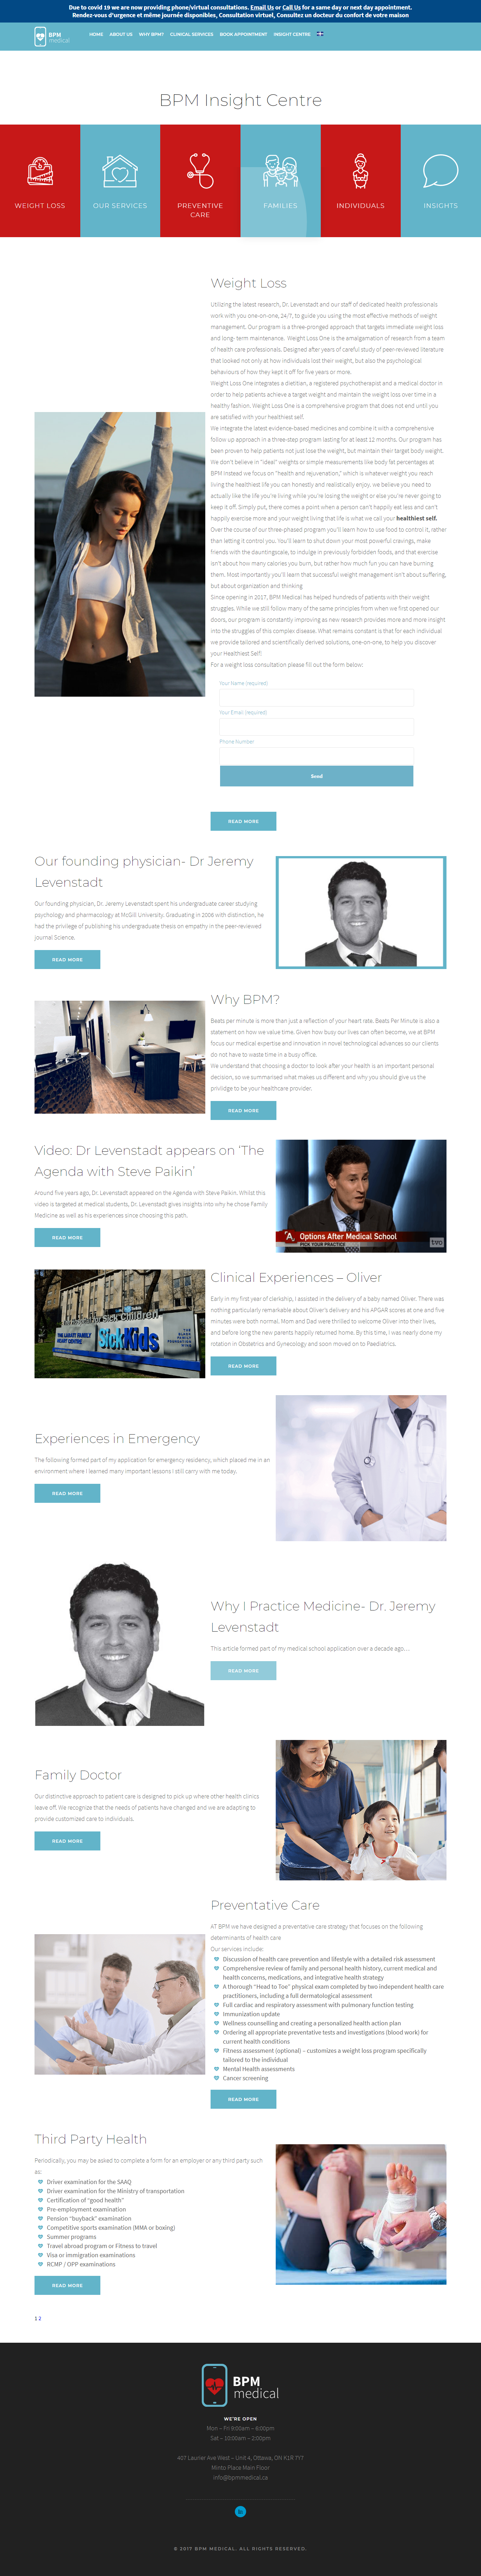 Due to covid 19 we are now providing phone/virtual consultations. Email Us or Call Us for a same day or next day appointment.
Rendez-vous d'urgence et même journée disponibles, Consultation virtuel, Consultez un docteur du confort de votre maison
BPM
medical
HOME ABOUT US WHY BPM? CLINICAL SERVICES BOOK APPOINTMENT INSIGHT CENTRE
BPM Insight Centre
WEIGHT LOSS
OUR SERVICES
PREVENTIVE
CARE
FAMILIES
INDIVIDUALS
INSIGHTS
Weight Loss
Utilizing the latest research, Dr. Levenstadt and our staff of dedicated health professionals
work with you one-on-one, 24/7, to guide you using the most effective methods of weight
management. Our program is a three-pronged approach that targets immediate weight loss
and long- term maintenance. Weight Loss One is the amalgamation of research from a team
of health care professionals. Designed after years of careful study of peer-reviewed literature
that looked not only at how individuals lost their weight, but also the psychological
behaviours of how they kept it off for five years or more.
Weight Loss One integrates a dietitian, a registered psychotherapist and a medical doctor in
order to help patients achieve a target weight and maintain the weight loss over time in a
healthy fashion. Weight Loss One is a comprehensive program that does not end until you
are satisfied with your healthiest self.
We integrate the latest evidence-based medicines and combine it with a comprehensive
follow up approach in a three-step program lasting for at least 12 months. Our program has
been proven to help patients not just lose the weight, but maintain their target body weight.
We don't believe in "ideal" weights or simple measurements like body fat percentages at
BPM Instead we focus on "health and rejuvenation," which is whatever weight you reach
living the healthiest life you can honestly and realistically enjoy. we believe you need to
actually like the life you're living while you're losing the weight or else you're never going to
keep it off. Simply put, there comes a point when a person can't happily eat less and can't
happily exercise more and your weight living that life is what we call your healthiest self.
Over the course of our three-phased program you'll learn how to use food to control it, rather
than letting it control you. You'll learn to shut down your most powerful cravings, make
friends with the dauntingscale, to indulge in previously forbidden foods, and that exercise
isn't about how many calories you burn, but rather how much fun you can have burning
them. Most importantly you'll learn that successful weight management isn't about suffering,
but about organization and thinking
Since opening in 2017, BPM Medical has helped hundreds of patients with their weight
struggles. While we still follow many of the same principles from when we first opened our
doors, our program is constantly improving as new research provides more and more insight
into the struggles of this complex disease. What remains constant is that for each individual
we provide tailored and scientifically derived solutions, one-on-one, to help you discover
your Healthiest Self!
For a weight loss consultation please fill out the form below:
Your Name (required)
Your Email (required)
Phone Number
Send
READ MORE
Our founding physician- Dr Jeremy
Levenstadt
Our founding physician, Dr. Jeremy Levenstadt spent his undergraduate career studying
psychology and pharmacology at McGill University. Graduating in 2006 with distinction, he
had the privilege of publishing his undergraduate thesis on empathy in the peer-reviewed
journal Science.
READ MORE
Why BPM?
Beats per minute is more than just a reflection of your heart rate. Beats Per Minute is also a
statement on how we value time. Given how busy our lives can often become, we at BPM
focus our medical expertise and innovation in novel technological advances so our clients
do not have to waste time in a busy office.
We understand that choosing a doctor to look after your health is an important personal
decision, so we summarised what makes us different and why you should give us the
privilidge to be your healthcare provider.
READ MORE
Video: Dr Levenstadt appears on 'The
Agenda with Steve Paikin'
Around five years ago, Dr. Levenstadt appeared on the Agenda with Steve Paikin. Whilst this
video is targeted at medical students, Dr. Levenstadt gives insights into why he chose Family
Medicine as well as his experiences since choosing this path.
READ MORE
A Options After Medical School
PICK YOUR PRACTICE
tvo
Clinical Experiences – Oliver
Early in my first year of clerkship, I assisted in the delivery of a baby named Oliver. There was
nothing particularly remarkable about Oliver's delivery and his APGAR scores at one and five
minutes were both normal. Mom and Dad were thrilled to welcome Oliver into their lives,
and before long the new parents happily returned home. By this time, I was nearly done my
rotation in Obstetrics and Gynecology and soon moved on to Paediatrics.
READ MORE
Sick Children
SickKids
THE LABATT FAMILY
HEART CENTRE
Experiences in Emergency
The following formed part of my application for emergency residency, which placed me in an
environment where I learned many important lessons I still carry with me today.
READ MORE
Why I Practice Medicine- Dr. Jeremy
Levenstadt
This article formed part of my medical school application over a decade ago…
READ MORE
Family Doctor
Our distinctive approach to patient care is designed to pick up where other health clinics
leave off. We recognize that the needs of patients have changed and we are adapting to
provide customized care to individuals.
READ MORE
Preventative Care
AT BPM we have designed a preventative care strategy that focuses on the following
determinants of health care
Our services include:
Discussion of health care prevention and lifestyle with a detailed risk assessment
Comprehensive review of family and personal health history, current medical and
health concerns, medications, and integrative health strategy
A thorough "Head to Toe" physical exam completed by two independent health care
practitioners, including a full dermatological assessment
Full cardiac and respiratory assessment with pulmonary function testing
Immunization update
Wellness counselling and creating a personalized health action plan
Ordering all appropriate preventative tests and investigations (blood work) for
current health conditions
Fitness assessment (optional) – customizes a weight loss program specifically
tailored to the individual
Mental Health assessments
Cancer screening
READ MORE
Third Party Health
Periodically, you may be asked to complete a form for an employer or any third party such
as:
Driver examination for the SAAQ
Driver examination for the Ministry of transportation
Certification of "good health"
Pre-employment examination
Pension "buyback" examination
Competitive sports examination (MMA or boxing)
Summer programs
Travel abroad program or Fitness to travel
Visa or immigration examinations
RCMP / OPP examinations
READ MORE
1 2
BPM
medical
WE'RE OPEN
Mon – Fri 9:00am – 6:00pm
Sat – 10:00am – 2:00pm
407 Laurier Ave West – Unit 4, Ottawa, ON K1R 7Y7
Minto Place Main Floor
info@bpmmedical.ca
© 2017 BPM MEDICAL. ALL RIGHTS RESERVED.